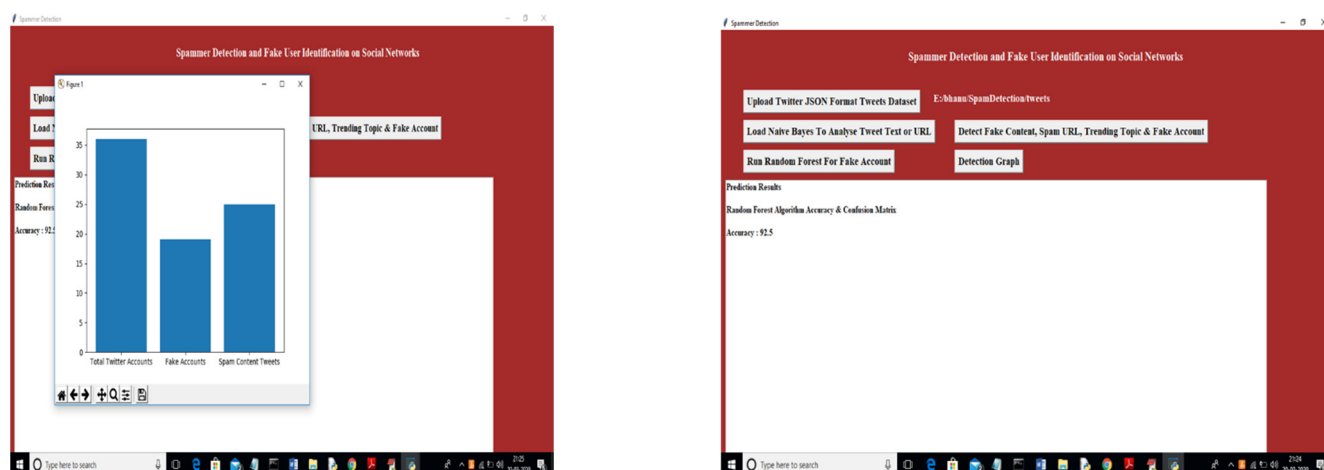 Spammer Detection
Spammer Detection and Fake User Identification on Social Networks
Figure 1
Uploa
Load N
URL, Trending Topic & Fake Account
Run R
Prediction Res
Random Fores
Accuracy : 92.5
35
30
25
20
15
10
5
0
Total Twitter Accounts Fake Accounts Spam Content Tweets
Type here to search
21:25
Spammer Detection
Spammer Detection and Fake User Identification on Social Networks
Upload Twitter JSON Format Tweets Dataset E:/bhanu/SpamDetection/tweets
Load Naive Bayes To Analyse Tweet Text or URL Detect Fake Content, Spam URL, Trending Topic & Fake Account
Run Random Forest For Fake Account Detection Graph
Prediction Results
Random Forest Algorithm Accuracy & Confusion Matrix
Accuracy : 92.5
Type here to search
21:24